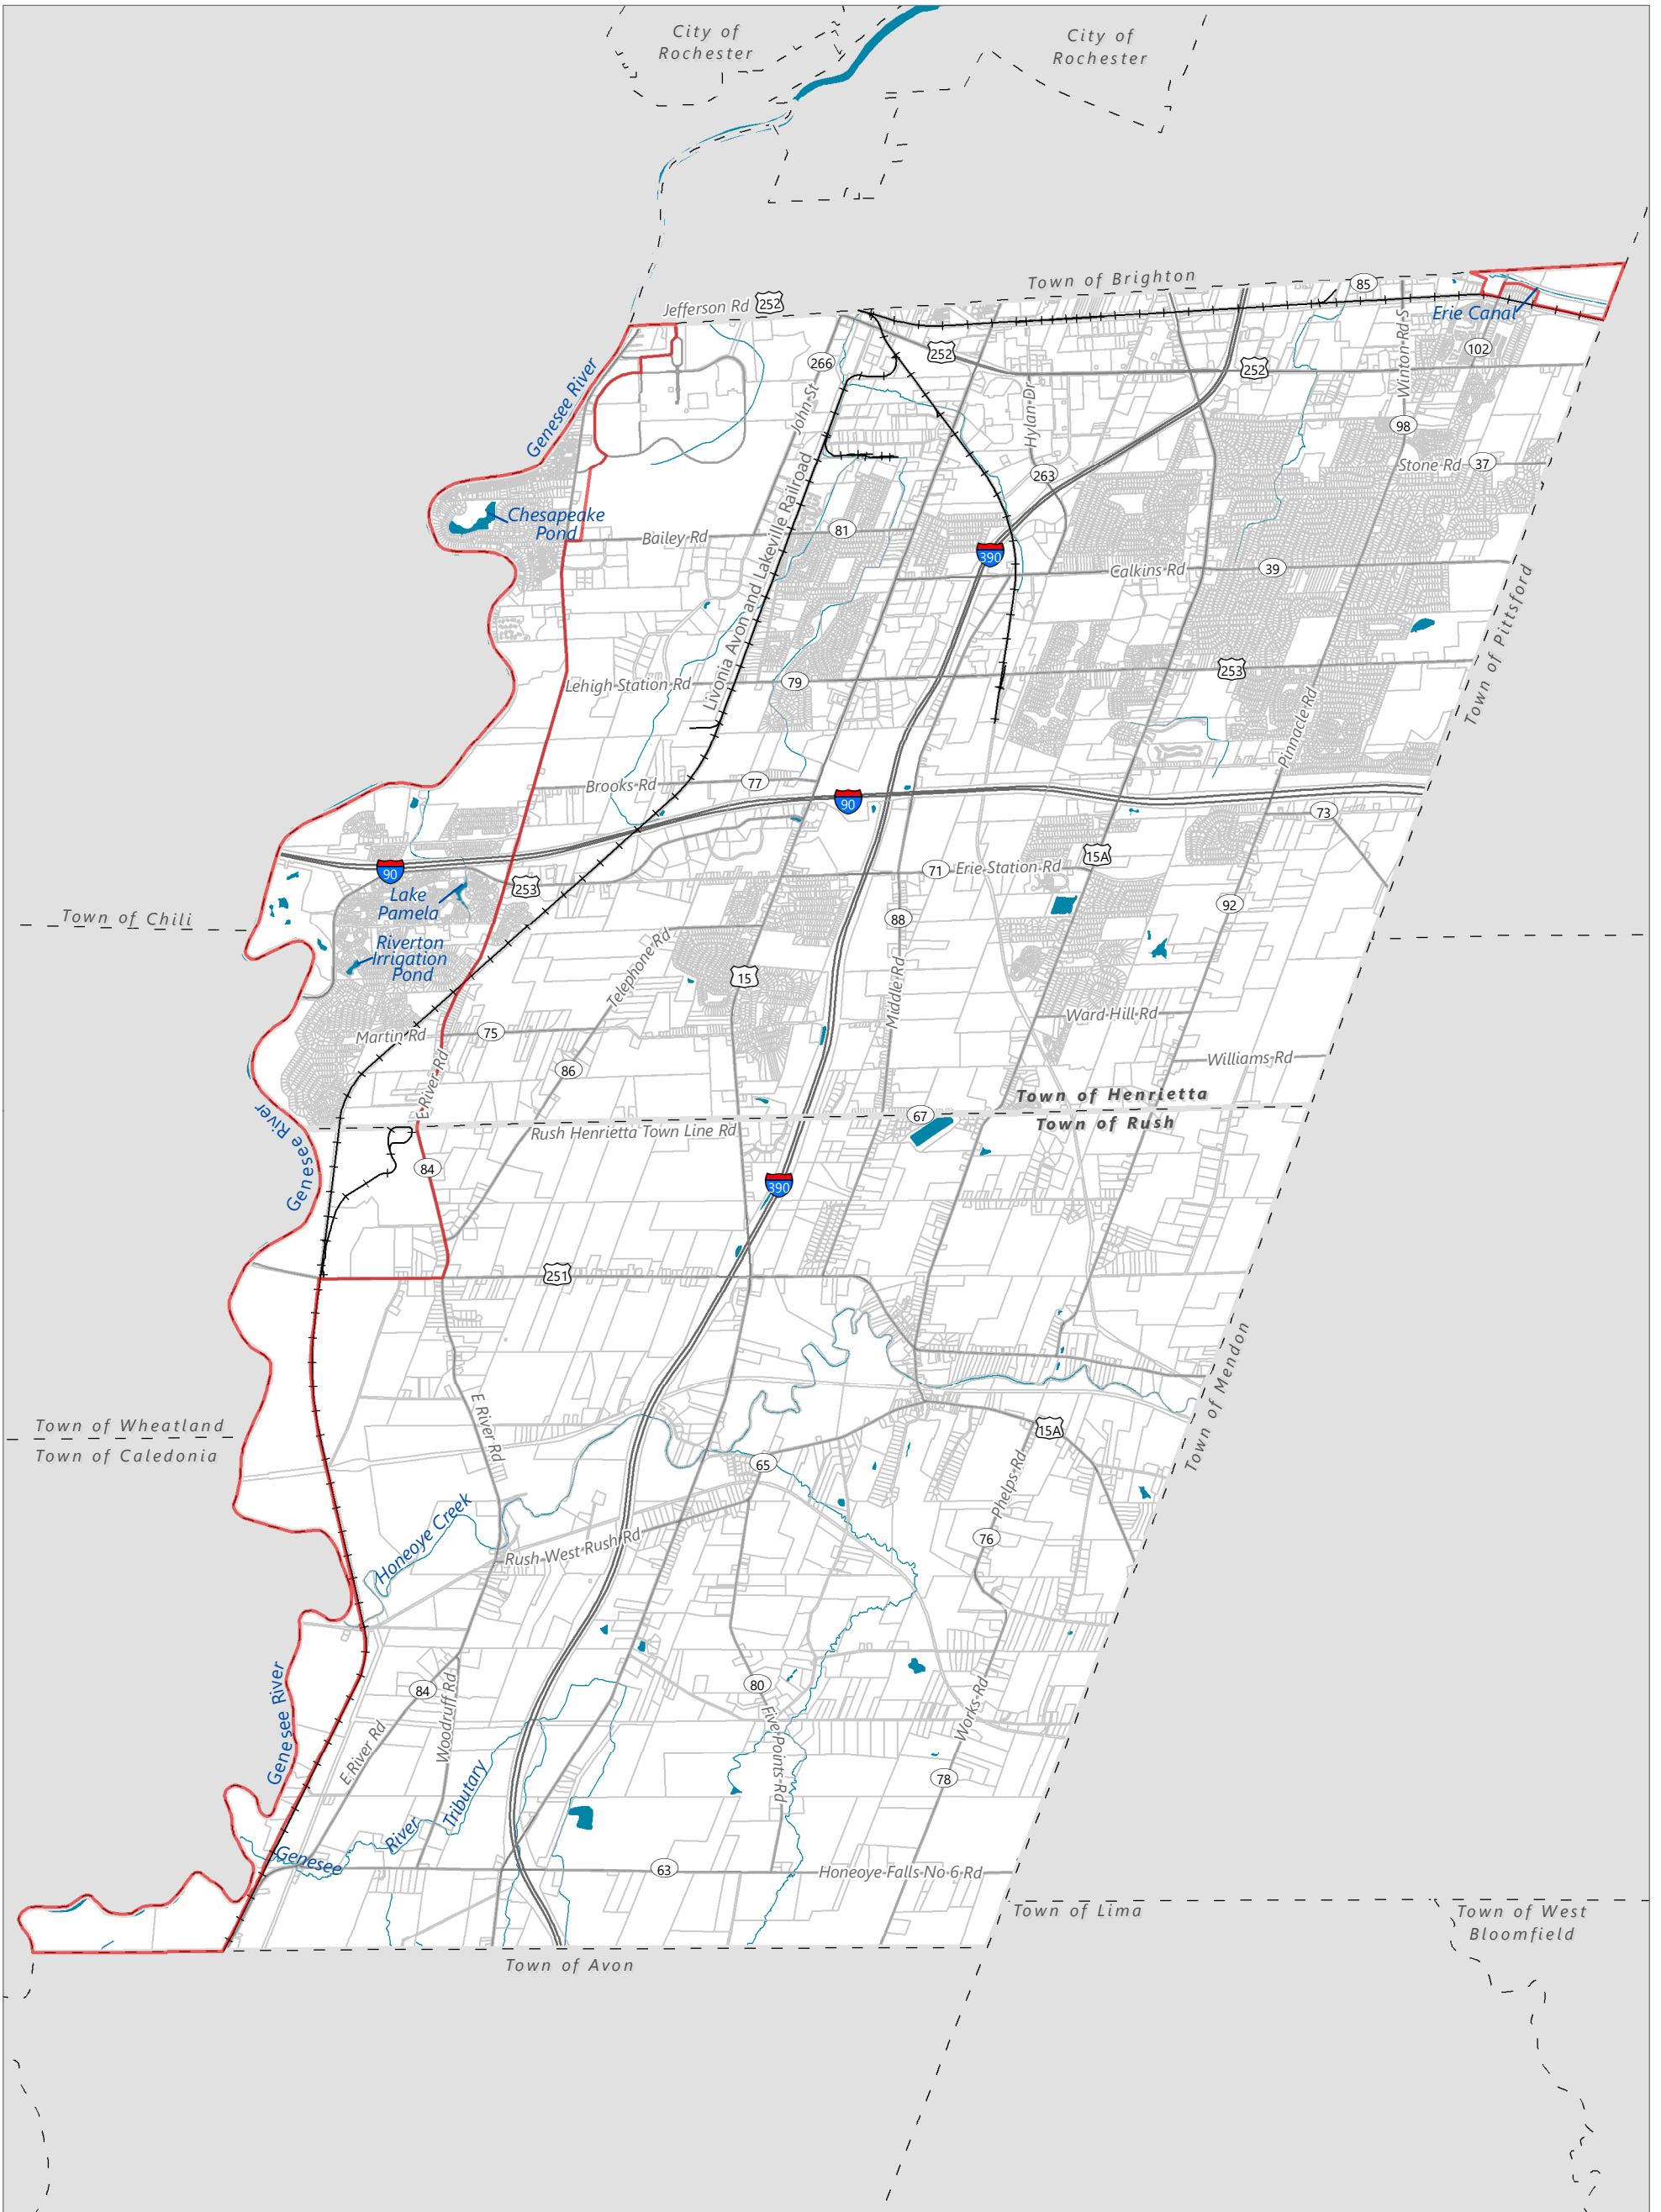 City of
Rochester
City of
Rochester
Town of Brighton
Jefferson Rd
252
85
Erie Canal
Genesee River
266
252
252
102
Winton Rd S
John St
Hylan Dr
98
Stone Rd
37
263
Chesapeake
Pond
Bailey Rd
81
390
Calkins Rd
39
Livonia Avon and Lakeville Railroad
Town of Pittsford
Lehigh Station Rd
79
253
Pinnacle Rd
Brooks Rd
77
90
73
90
253
71
Erie Station Rd
15A
Lake
Pamela
Town of Chili
88
92
Riverton
Irrigation
Pond
Telephone Rd
15
Middle Rd
Ward Hill Rd
Martin Rd
75
86
Williams Rd
E River Rd
Town of Henrietta
67
Town of Rush
Rush Henrietta Town Line Rd
Genesee River
84
390
251
Town of Mendon
E River Rd
Town of Wheatland
Town of Caledonia
15A
65
Phelps Rd
Honeoye Creek
76
Rush West Rush Rd
Genesee River
84
Woodruff Rd
80
Five Points Rd
Works Rd
E River Rd
78
Genesee
River
Tributary
63
Honeoye Falls No 6 Rd
Town of Lima
Town of West
Bloomfield
Town of Avon